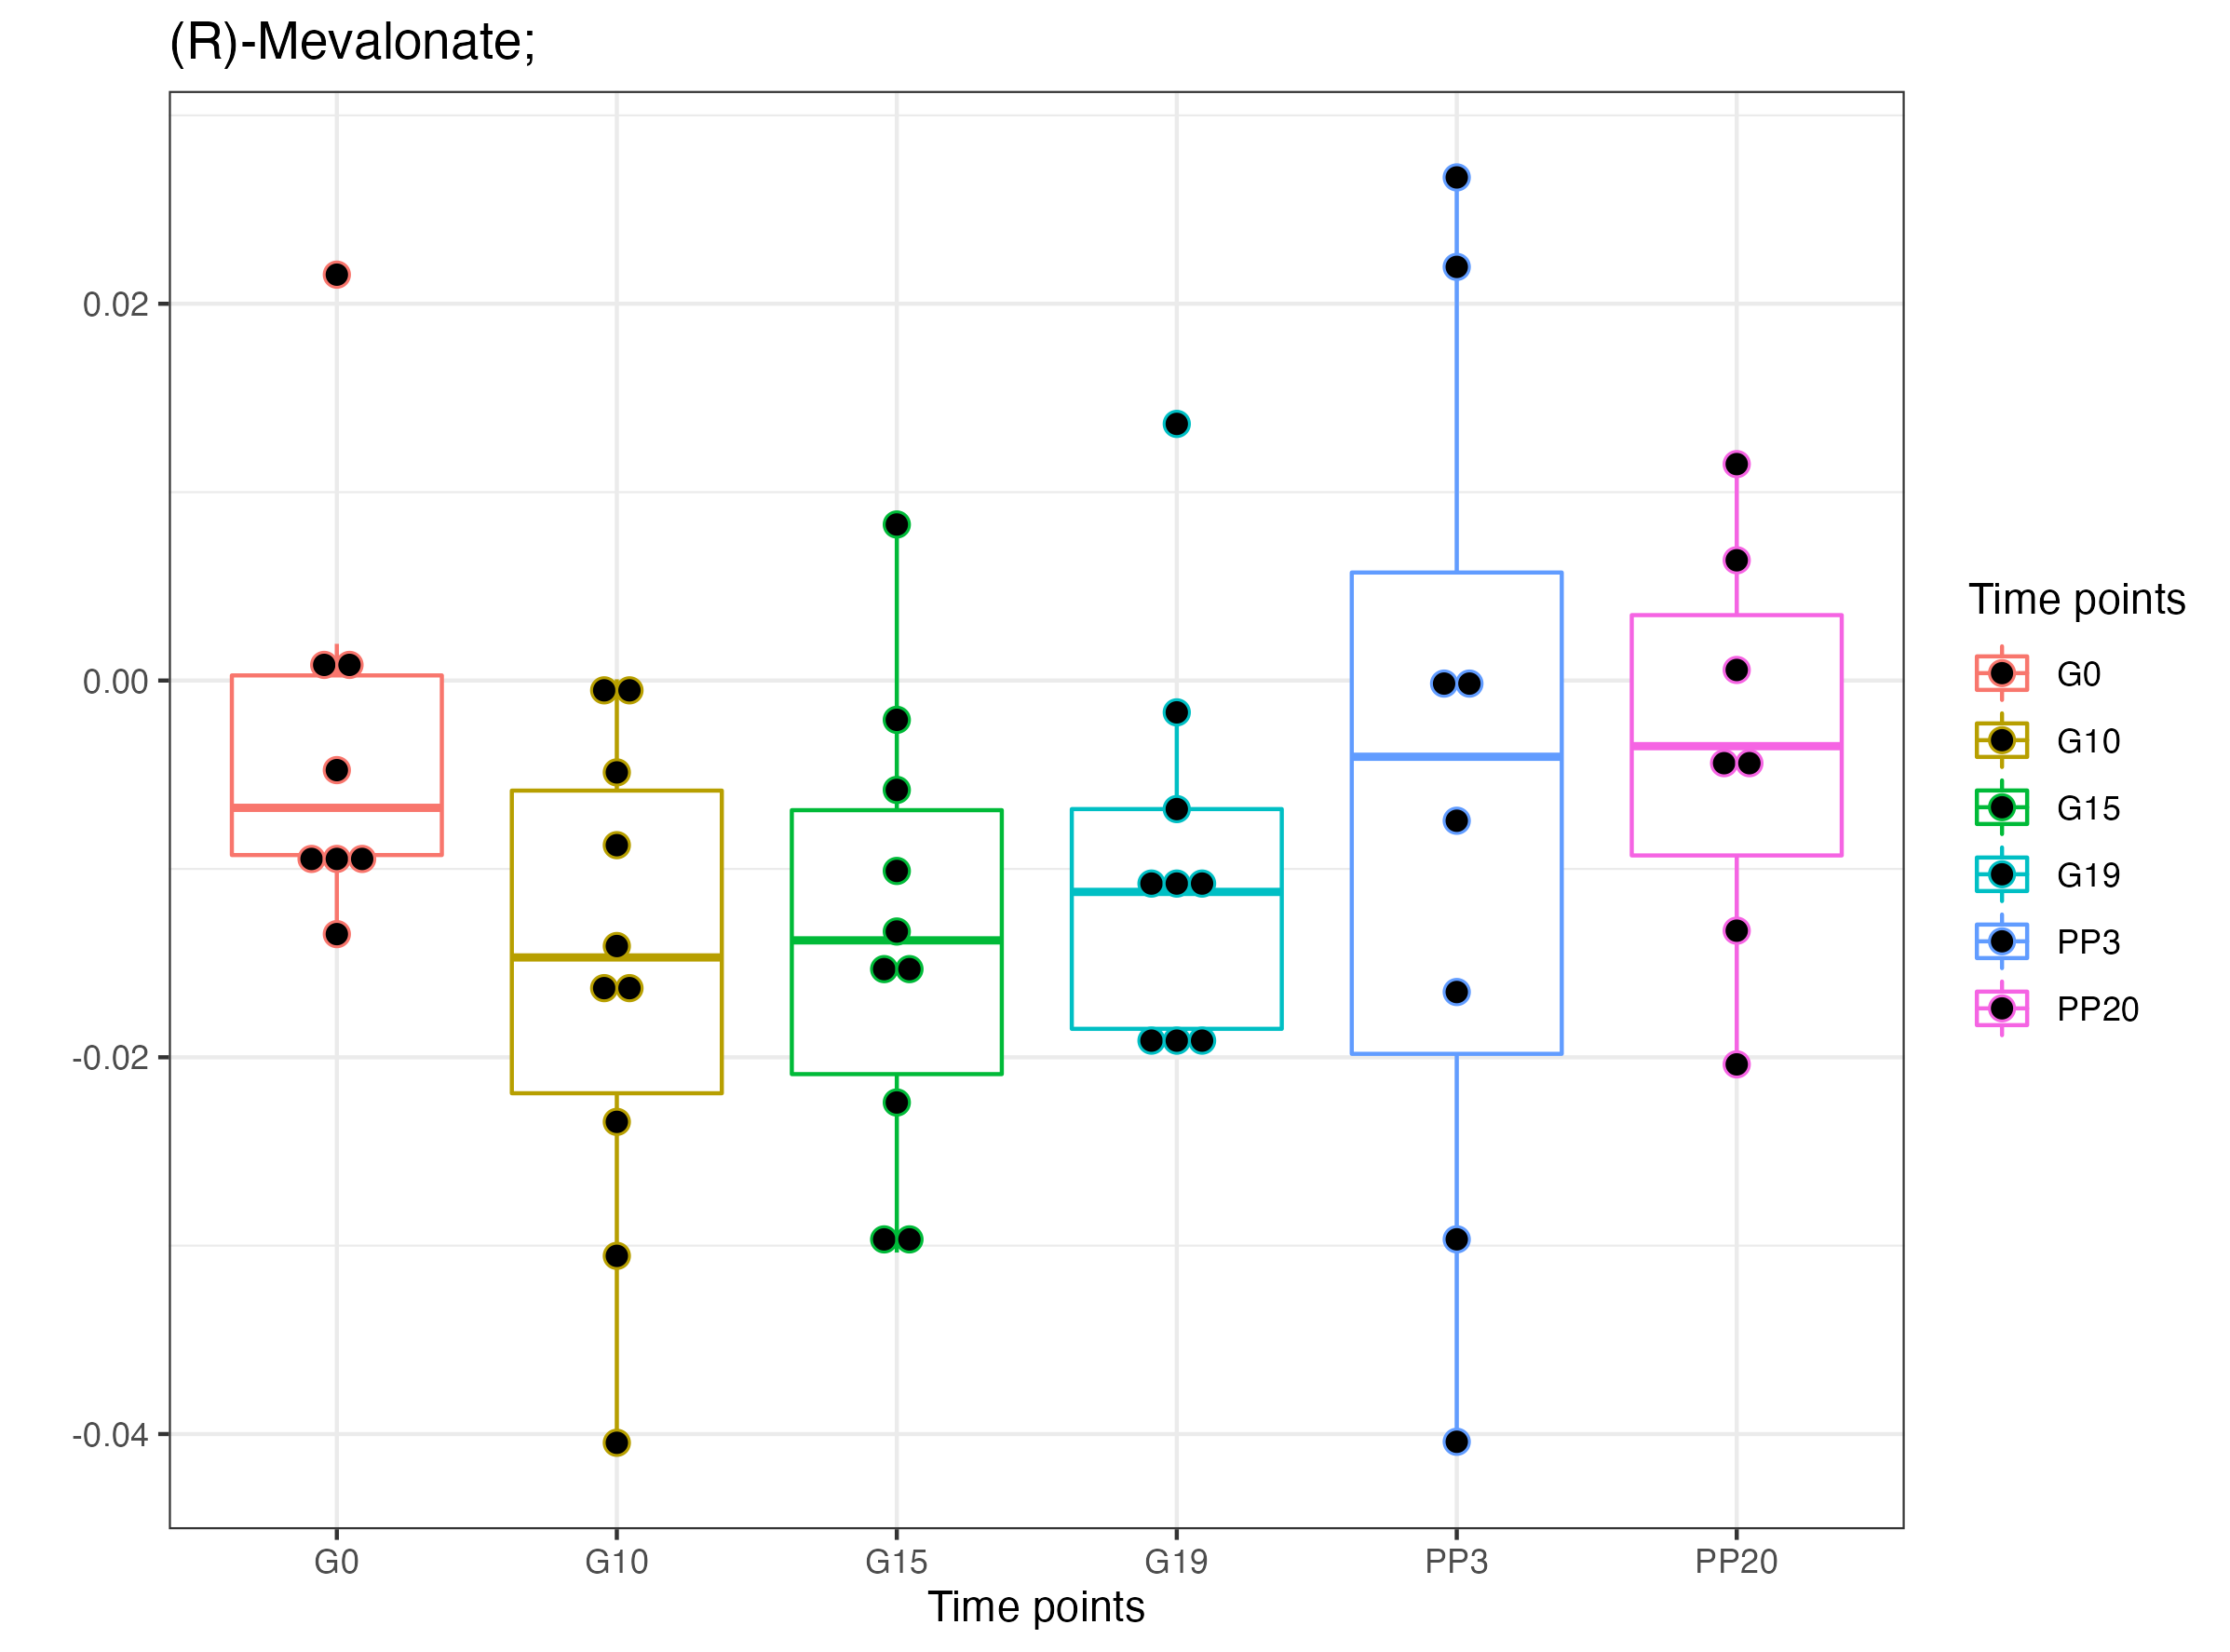 (R)-Mevalonate;
0.02
0.00
-0.02
-0.04
G0
G10
G15
G19
PP3
PP20
Time points
Time points
G0
G10
G15
G19
PP3
PP20